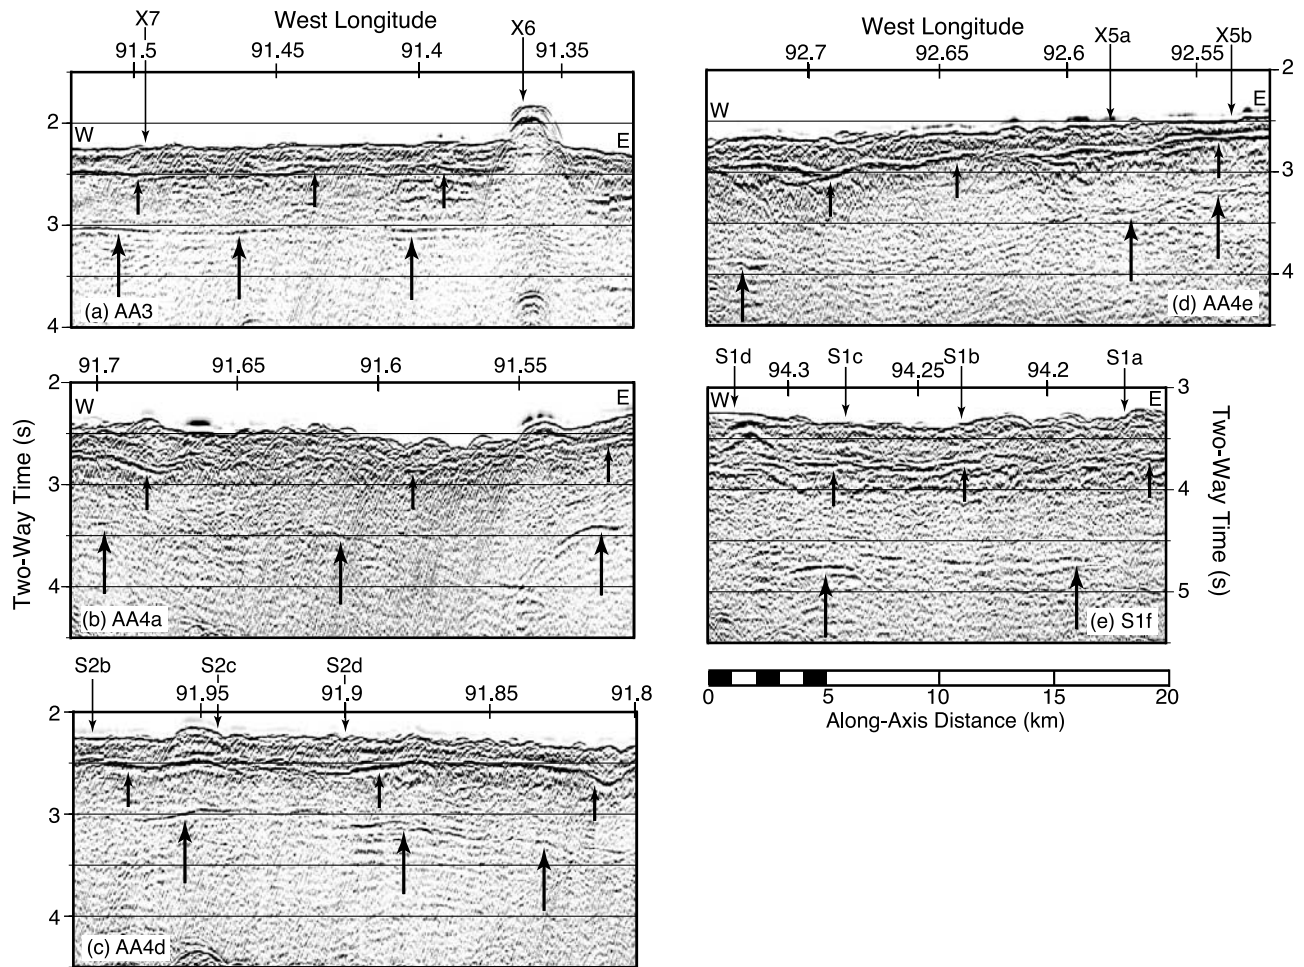 X7 West Longitude X6
91.5 91.45 91.4 91.35
2
3
4
W
E
(a) AA3
91.7 91.65 91.6 91.55
2
3
4
W
E
Two-Way Time (s)
(b) AA4a
S2b S2c S2d
91.95 91.9 91.85 91.8
2
3
4
(c) AA4d
West Longitude
X5a X5b
92.7 92.65 92.6 92.55
2
3
4
W
E
(d) AA4e
S1d S1c S1b S1a
94.3 94.25 94.2
3
4
5
W
E
Two-Way Time (s)
(e) S1f
0 5 10 15 20
Along-Axis Distance (km)